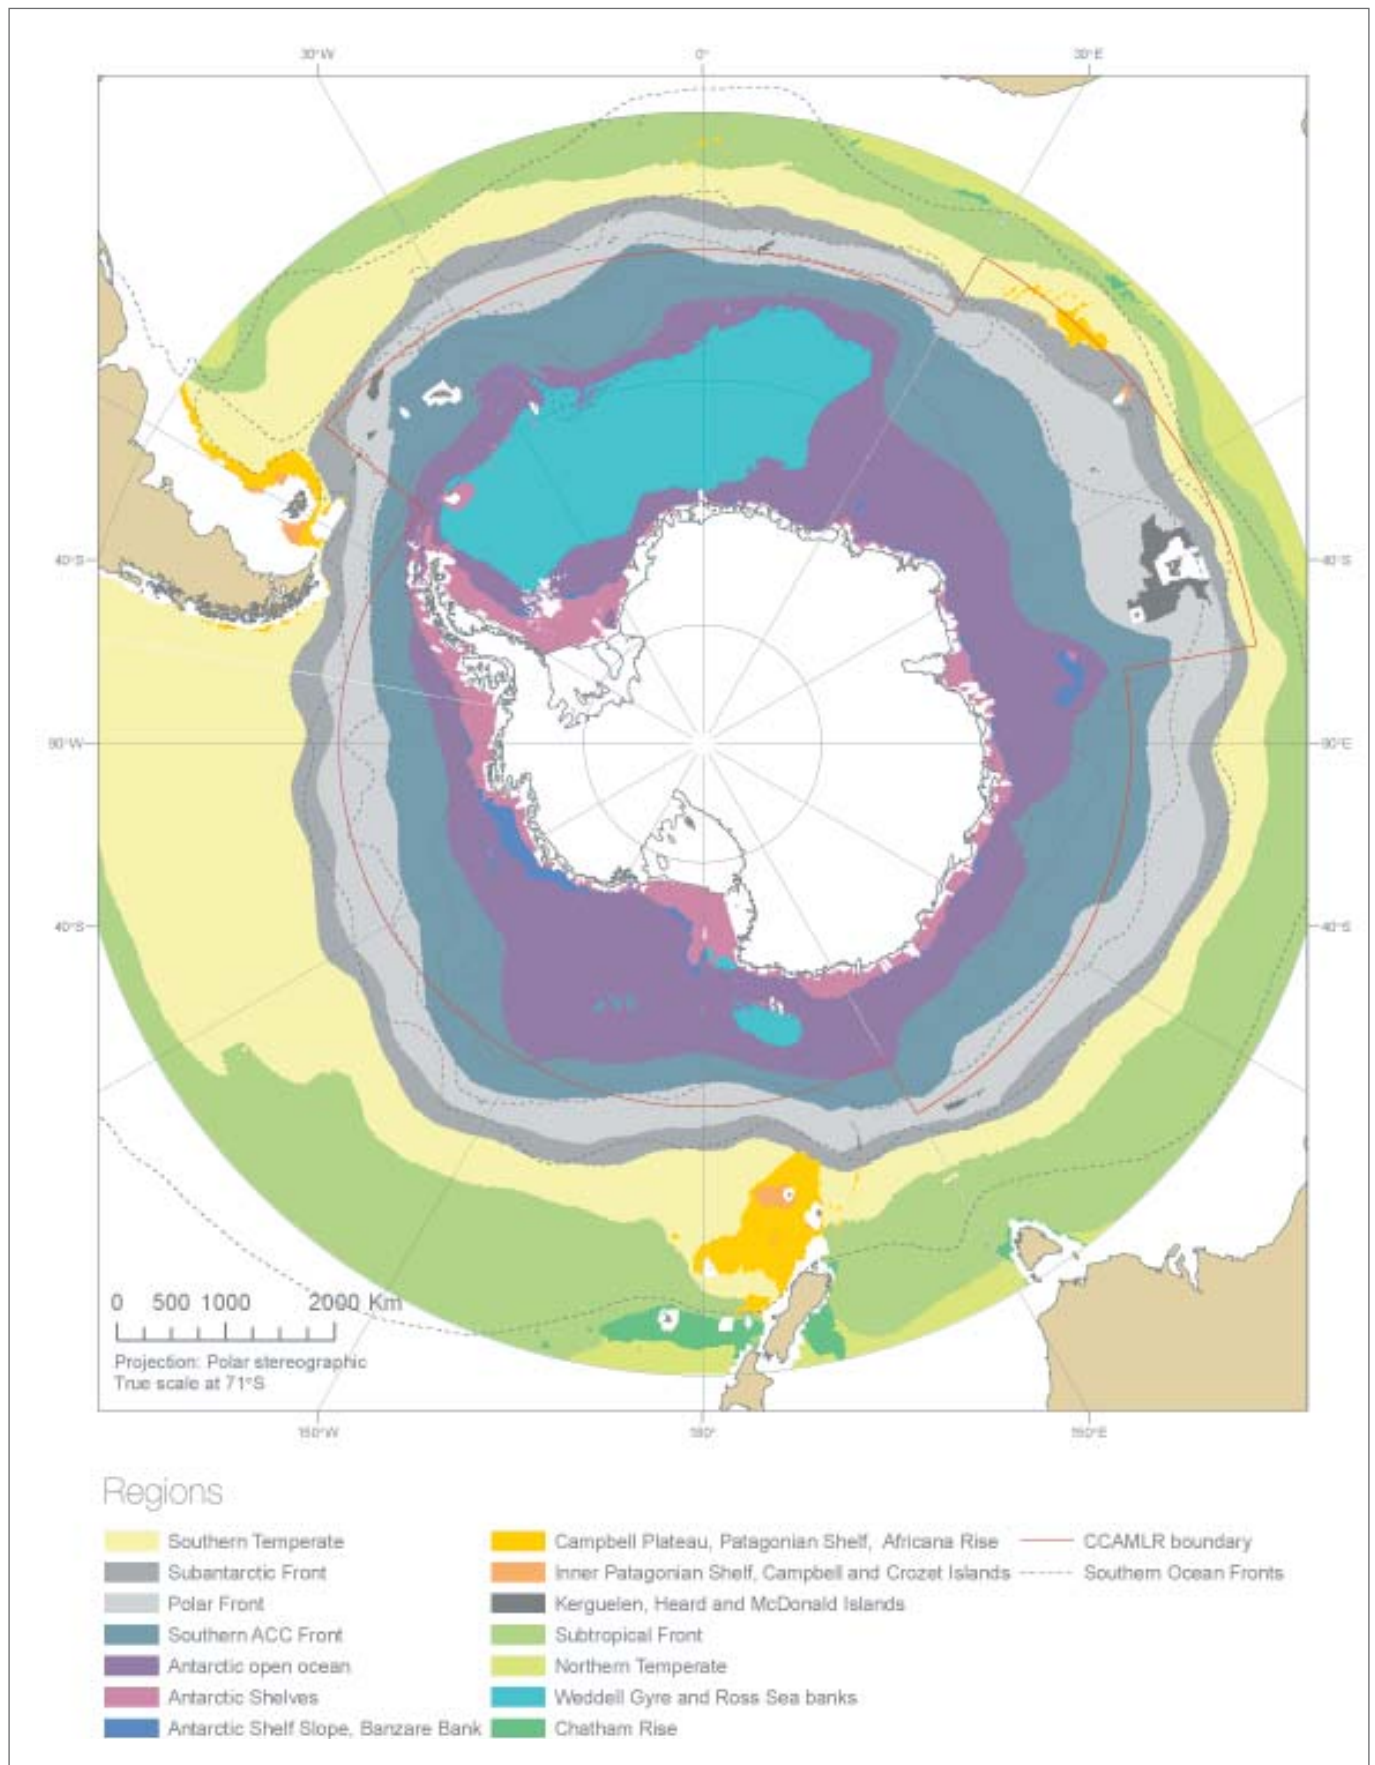 30°W 0° 30°E
40°S 40°S
90°W 90°E
40°S 40°S
0 500 1000 2000 Km
Projection: Polar stereographic
True scale at 71°S
150°W 180° 150°E
Regions
Southern Temperate
Subantarctic Front
Polar Front
Southern ACC Front
Antarctic open ocean
Antarctic Shelves
Antarctic Shelf Slope, Banzare Bank
Campbell Plateau, Patagonian Shelf, Africana Rise
Inner Patagonian Shelf, Campbell and Crozet Islands
Kerguelen, Heard and McDonald Islands
Subtropical Front
Northern Temperate
Weddell Gyre and Ross Sea banks
Chatham Rise
CCAMLR boundary
Southern Ocean Fronts